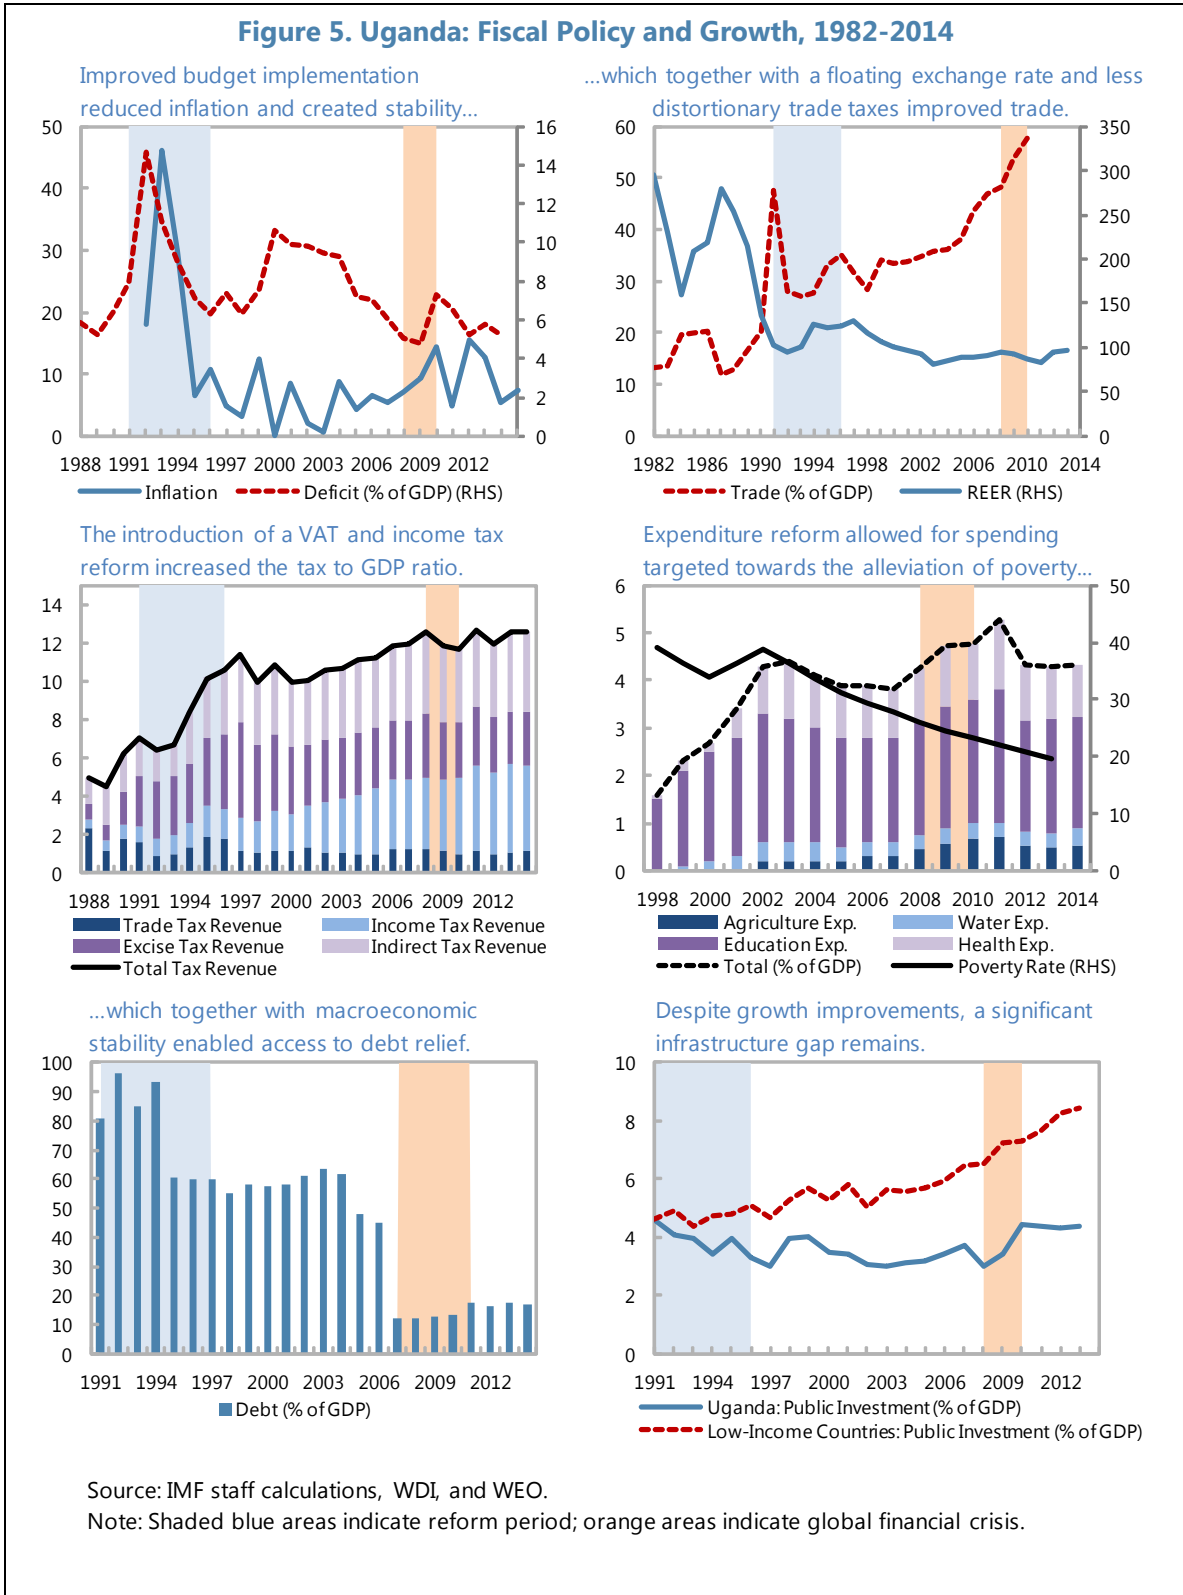 Figure 5. Uganda: Fiscal Policy and Growth, 1982-2014
Improved budget implementation
reduced inflation and created stability…
50
40
30
20
10
0
16
14
12
10
8
6
4
2
0
1988 1991 1994 1997 2000 2003 2006 2009 2012
Inflation Deficit (% of GDP) (RHS)
…which together with a floating exchange rate and less
distortionary trade taxes improved trade.
60
50
40
30
20
10
0
350
300
250
200
150
100
50
0
1982 1986 1990 1994 1998 2002 2006 2010 2014
Trade (% of GDP) REER (RHS)
The introduction of a VAT and income tax
reform increased the tax to GDP ratio.
14
12
10
8
6
4
2
0
1988 1991 1994 1997 2000 2003 2006 2009 2012
Trade Tax Revenue Income Tax Revenue
Excise Tax Revenue Indirect Tax Revenue
Total Tax Revenue
Expenditure reform allowed for spending
targeted towards the alleviation of poverty…
6
5
4
3
2
1
0
50
40
30
20
10
0
1998 2000 2002 2004 2006 2008 2010 2012 2014
Agriculture Exp. Water Exp.
Education Exp. Health Exp.
Total (% of GDP) Poverty Rate (RHS)
…which together with macroeconomic
stability enabled access to debt relief.
100
90
80
70
60
50
40
30
20
10
0
1991 1994 1997 2000 2003 2006 2009 2012
Debt (% of GDP)
Despite growth improvements, a significant
infrastructure gap remains.
10
8
6
4
2
0
1991 1994 1997 2000 2003 2006 2009 2012
Uganda: Public Investment (% of GDP)
Low-Income Countries: Public Investment (% of GDP)
Source: IMF staff calculations, WDI, and WEO.
Note: Shaded blue areas indicate reform period; orange areas indicate global financial crisis.